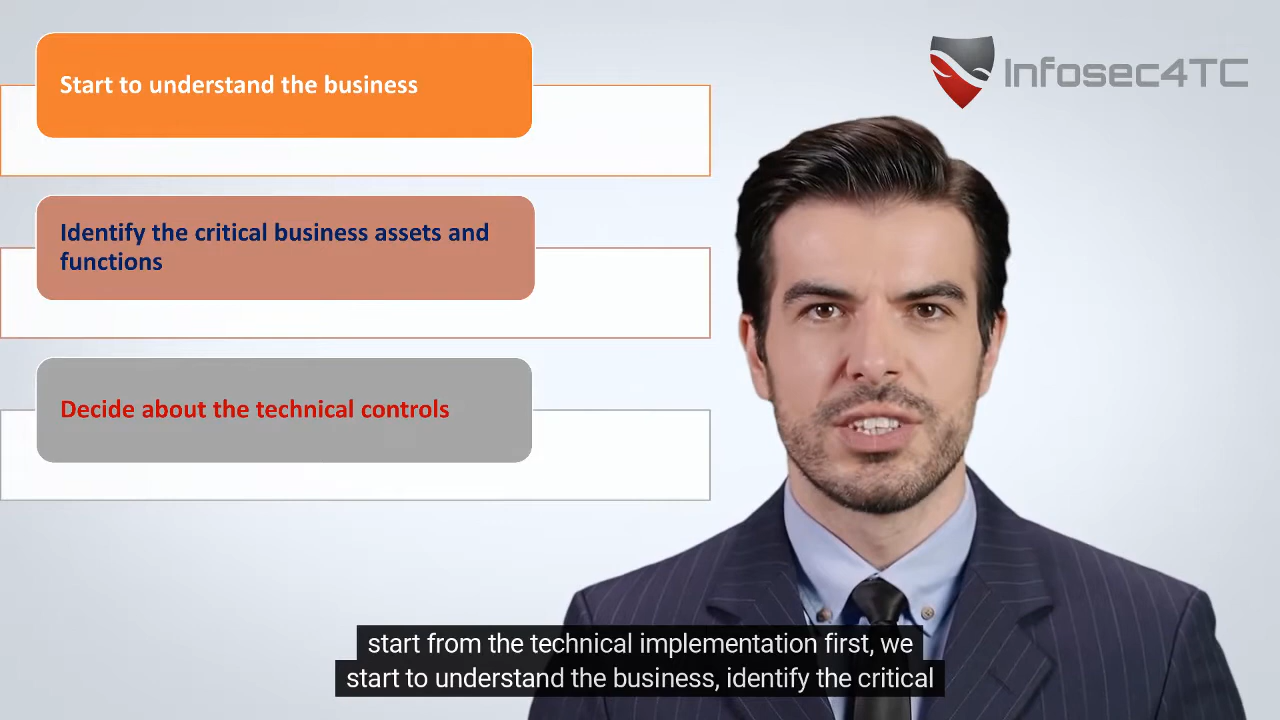 Start to understand the business
Infosec4TC
Identify the critical business assets and
functions
Decide about the technical controls
start from the technical implementation first, we
start to understand the business, identify the critical